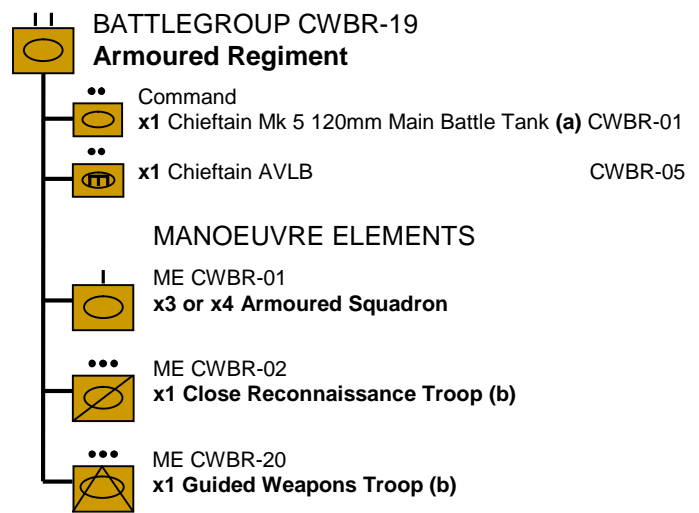 BATTLEGROUP CWBR-19
Armoured Regiment
Command
x1 Chieftain Mk 5 120mm Main Battle Tank (a) CWBR-01
x1 Chieftain AVLB CWBR-05
MANOEUVRE ELEMENTS
ME CWBR-01
x3 or x4 Armoured Squadron
ME CWBR-02
x1 Close Reconnaissance Troop (b)
ME CWBR-20
x1 Guided Weapons Troop (b)